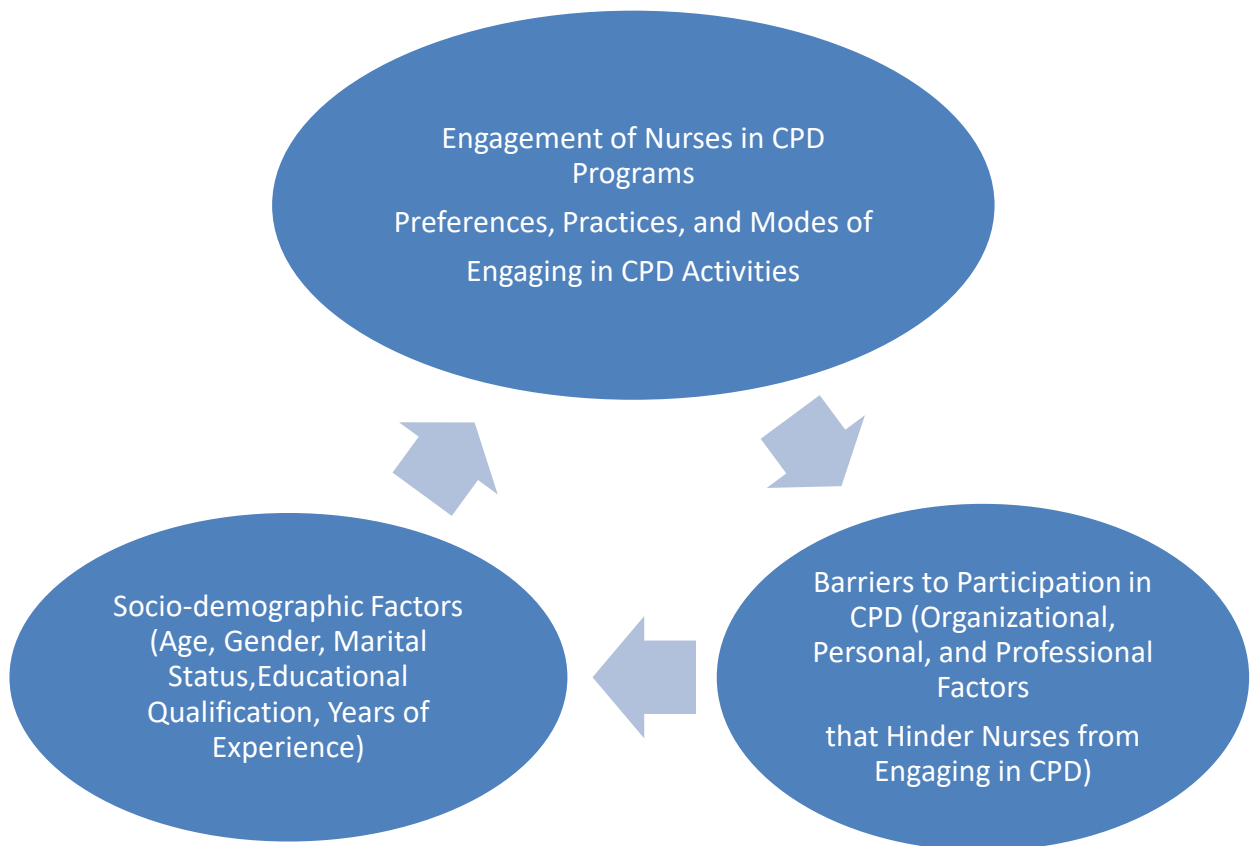 Engagement of Nurses in CPD
Programs
Preferences, Practices, and Modes of
Engaging in CPD Activities
Socio-demographic Factors
(Age, Gender, Marital
Status,Educational
Qualification, Years of
Experience)
Barriers to Participation in
CPD (Organizational,
Personal, and Professional
Factors
that Hinder Nurses from
Engaging in CPD)